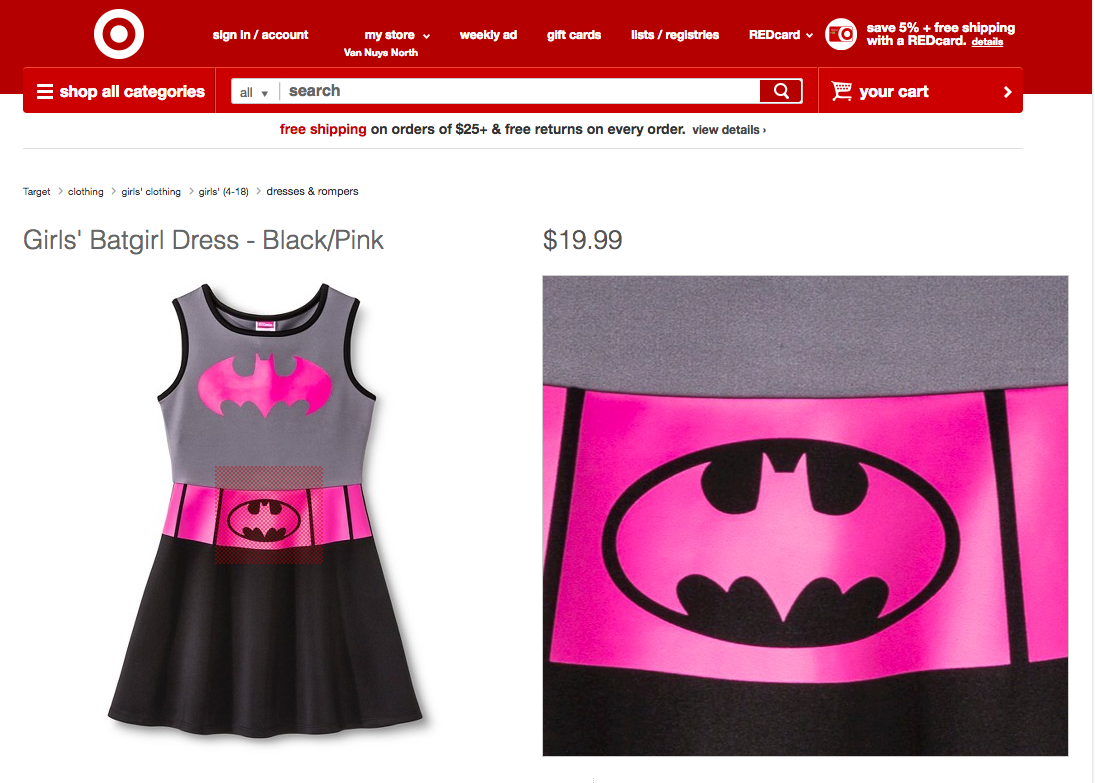 sign in / account
my store
Van Nuys North
weekly ad
gift cards
lists / registries
REDcard
save 5% + free shipping
with a REDcard. details
shop all categories
all
search
your cart
free shipping on orders of $25+ & free returns on every order. view details ›
Target > clothing > girls' clothing > girls' (4-18) > dresses & rompers
Girls' Batgirl Dress - Black/Pink
$19.99